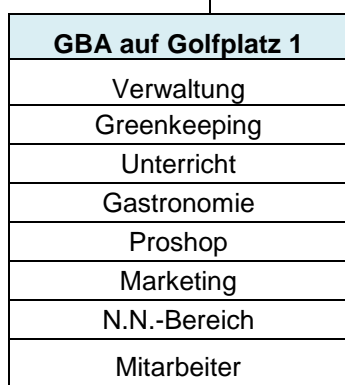 GBA auf Golfplatz 1
Verwaltung
Greenkeeping
Unterricht
Gastronomie
Proshop
Marketing
N.N.-Bereich
Mitarbeiter